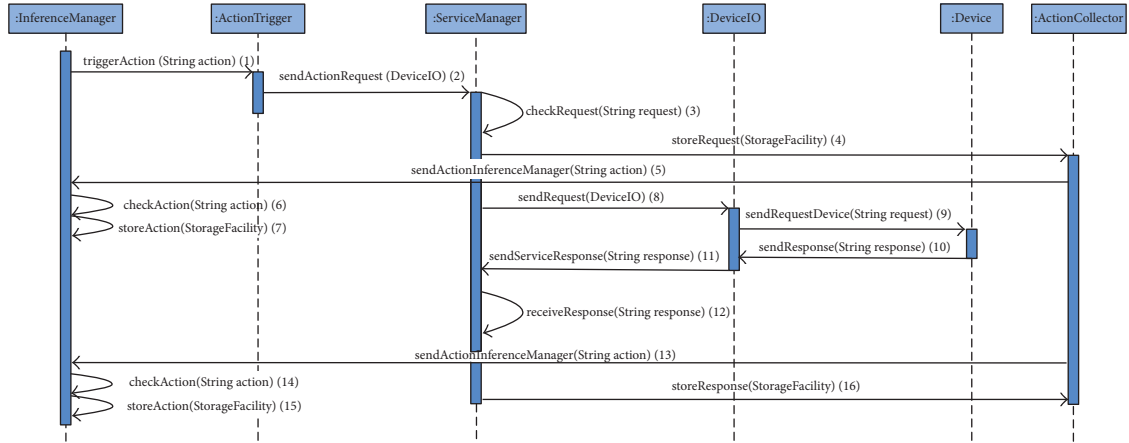 :InferenceManager
:ActionTrigger
:ServiceManager
:DeviceIO
:Device
:ActionCollector
triggerAction (String action) (1)
sendActionRequest (DeviceIO) (2)
checkRequest(String request) (3)
storeRequest(StorageFacility) (4)
sendActionInferenceManager(String action) (5)
checkAction(String action) (6)
storeAction(StorageFacility) (7)
sendRequest(DeviceIO) (8)
sendRequestDevice(String request) (9)
sendResponse(String response) (10)
sendServiceResponse(String response) (11)
receiveResponse(String response) (12)
sendActionInferenceManager(String action) (13)
checkAction(String action) (14)
storeAction(StorageFacility) (15)
storeResponse(StorageFacility) (16)